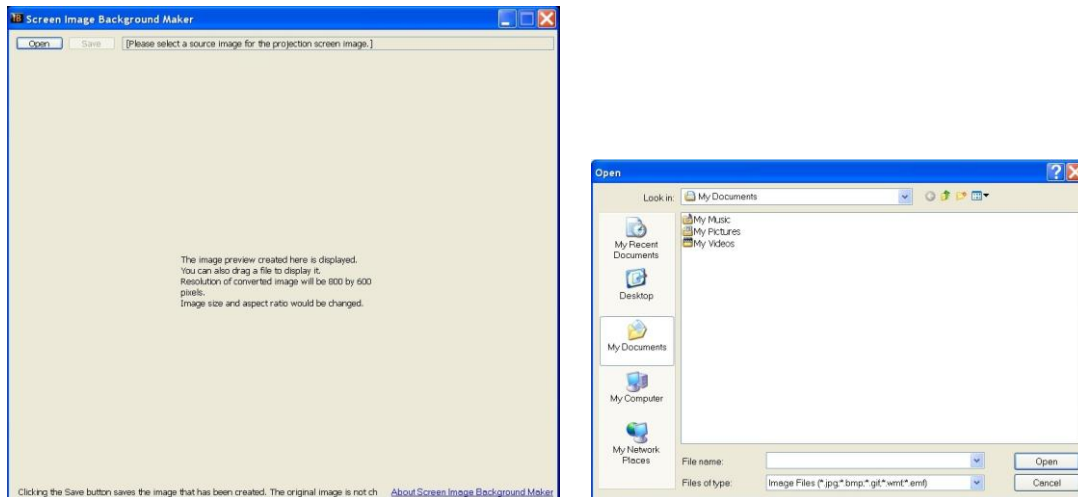 Screen Image Background Maker
Open
Save
[Please select a source image for the projection screen image.]
The image preview created here is displayed.
You can also drag a file to display it.
Resolution of converted image will be 800 by 600
pixels.
Image size and aspect ratio would be changed.
Clicking the Save button saves the image that has been created. The original image is not ch
About Screen Image Background Maker
Open
Look in:
My Documents
My Recent
Documents
Desktop
My Documents
My Computer
My Network
Places
My Music
My Pictures
My Videos
File name:
Open
Files of type:
Image Files (*.jpg;*.bmp;*.gif;*.wmf;*.emf)
Cancel